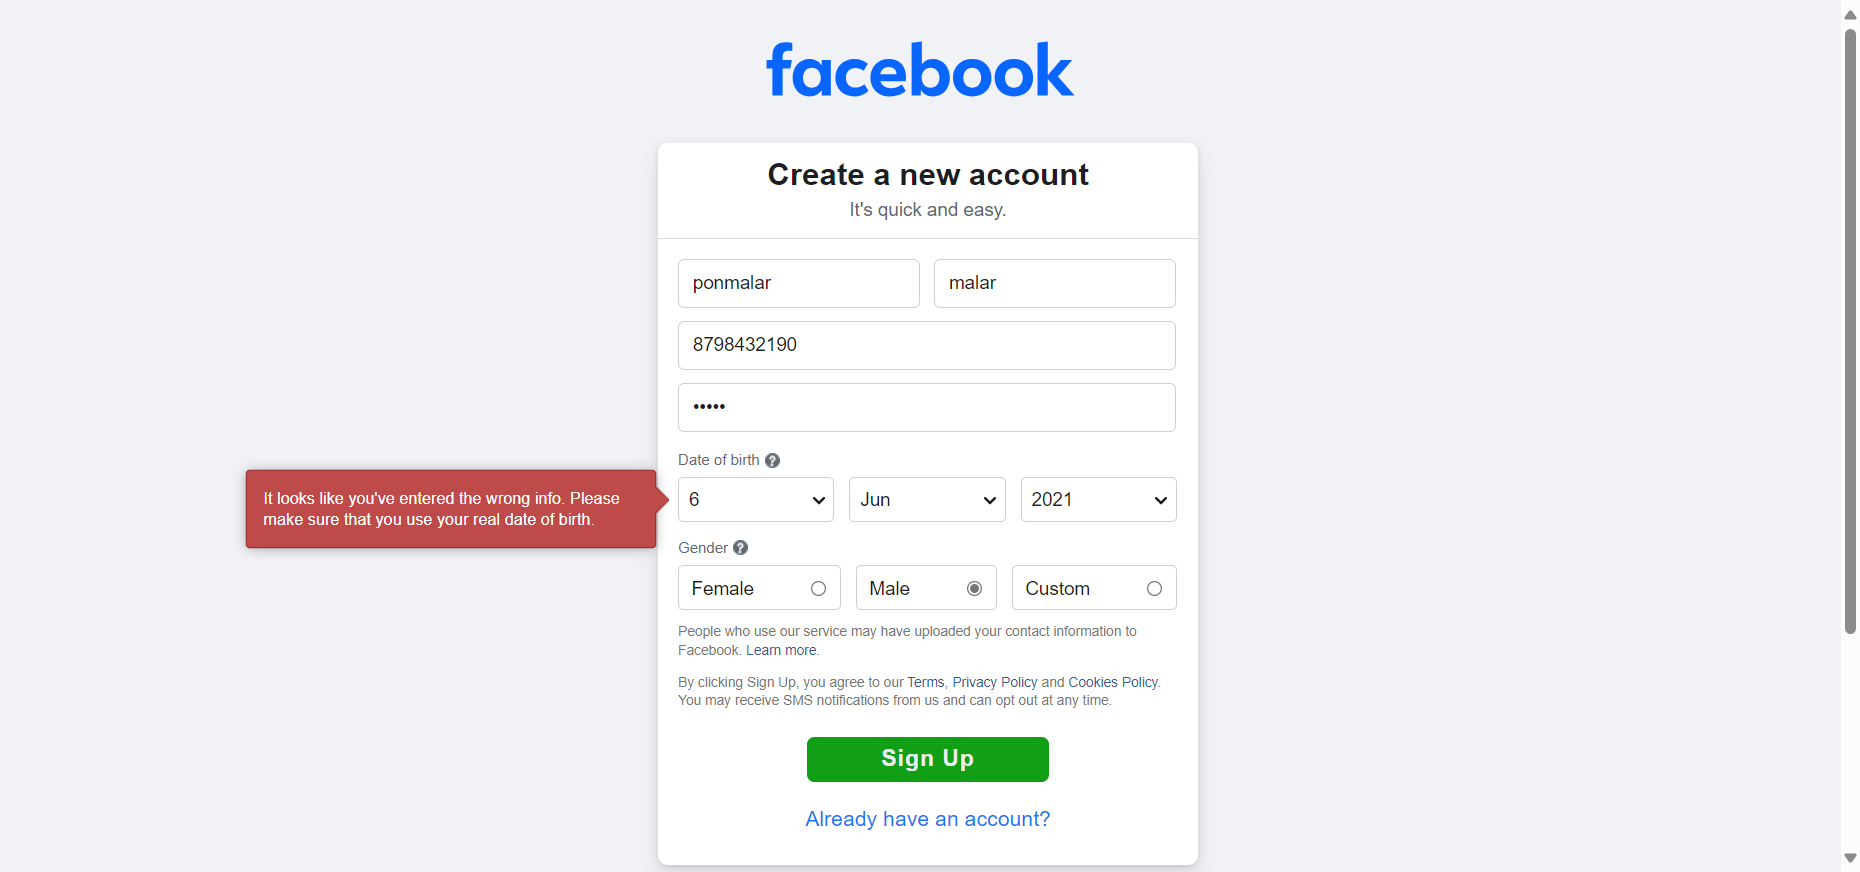 facebook
Create a new account
It's quick and easy.
ponmalar malar
8798432190
•••••
Date of birth ?
It looks like you've entered the wrong info. Please
make sure that you use your real date of birth.
6 Jun 2021
Gender ?
Female Male Custom
People who use our service may have uploaded your contact information to
Facebook. Learn more.
By clicking Sign Up, you agree to our Terms, Privacy Policy and Cookies Policy.
You may receive SMS notifications from us and can opt out at any time.
Sign Up
Already have an account?